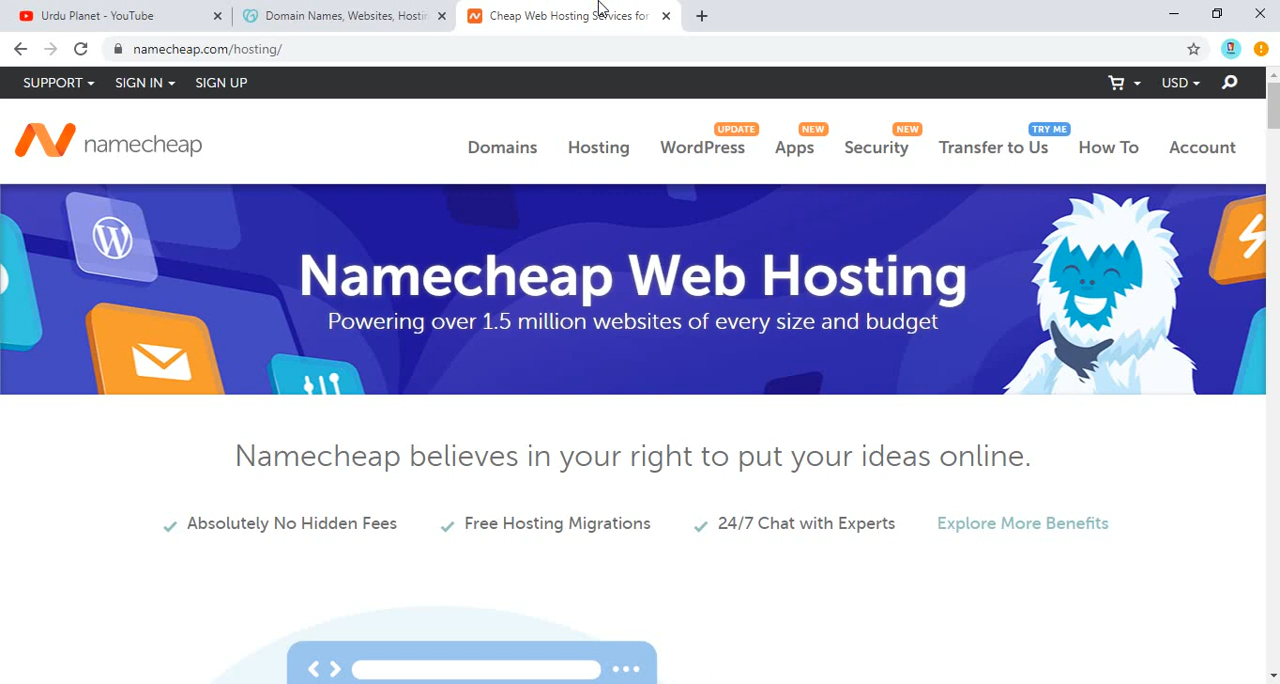 Urdu Planet - YouTube
Domain Names, Websites, Hostin
Cheap Web Hosting Services for
namecheap.com/hosting/
SUPPORT SIGN IN SIGN UP USD
namecheap
UPDATE NEW NEW TRY ME
Domains Hosting WordPress Apps Security Transfer to Us How To Account
Namecheap Web Hosting
Powering over 1.5 million websites of every size and budget
Namecheap believes in your right to put your ideas online.
Absolutely No Hidden Fees Free Hosting Migrations 24/7 Chat with Experts Explore More Benefits